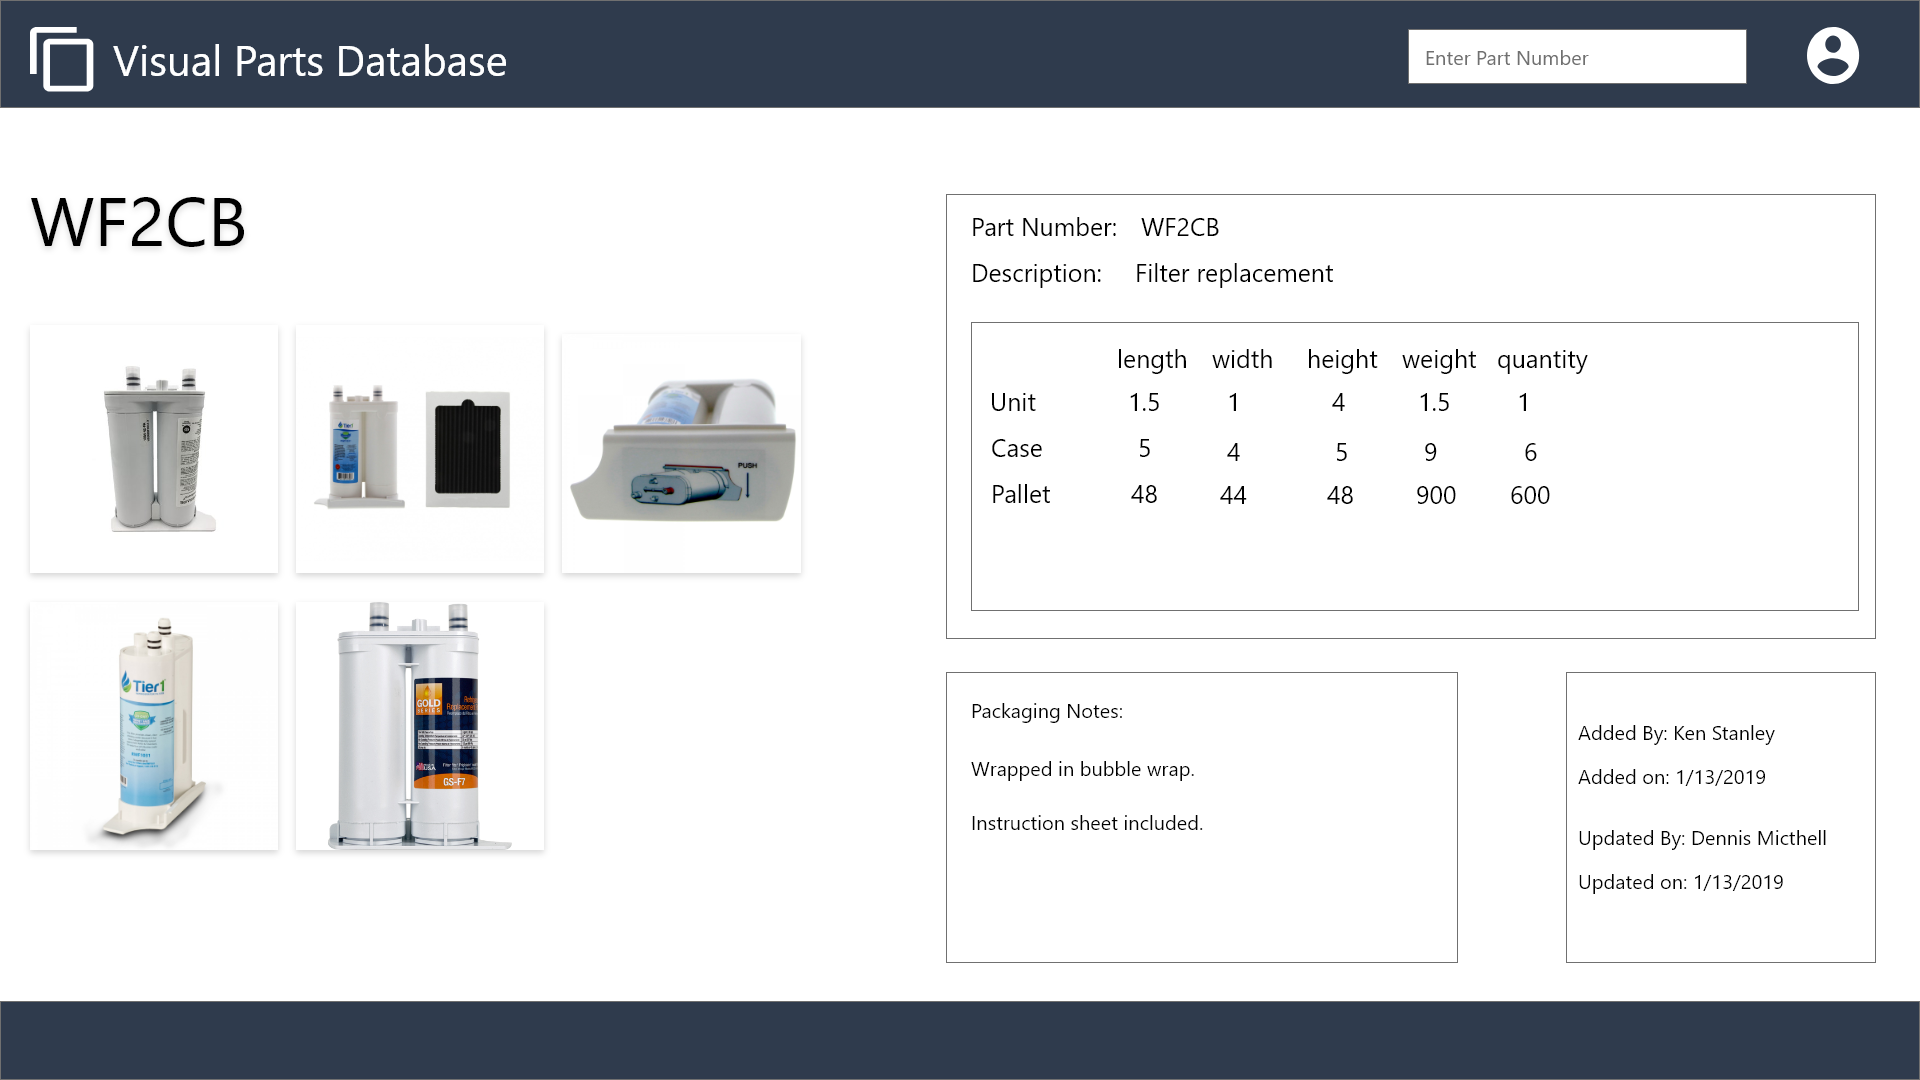 Visual Parts Database
Enter Part Number
WF2CB
Part Number: WF2CB
Description: Filter replacement
length width height weight quantity
Unit 1.5 1 4 1.5 1
Case 5 4 5 9 6
Pallet 48 44 48 900 600
Tier1
PUSH
Tier1
GOLD
SERIES
USA
GS-F7
Packaging Notes:
Wrapped in bubble wrap.
Instruction sheet included.
Added By: Ken Stanley
Added on: 1/13/2019
Updated By: Dennis Micthell
Updated on: 1/13/2019